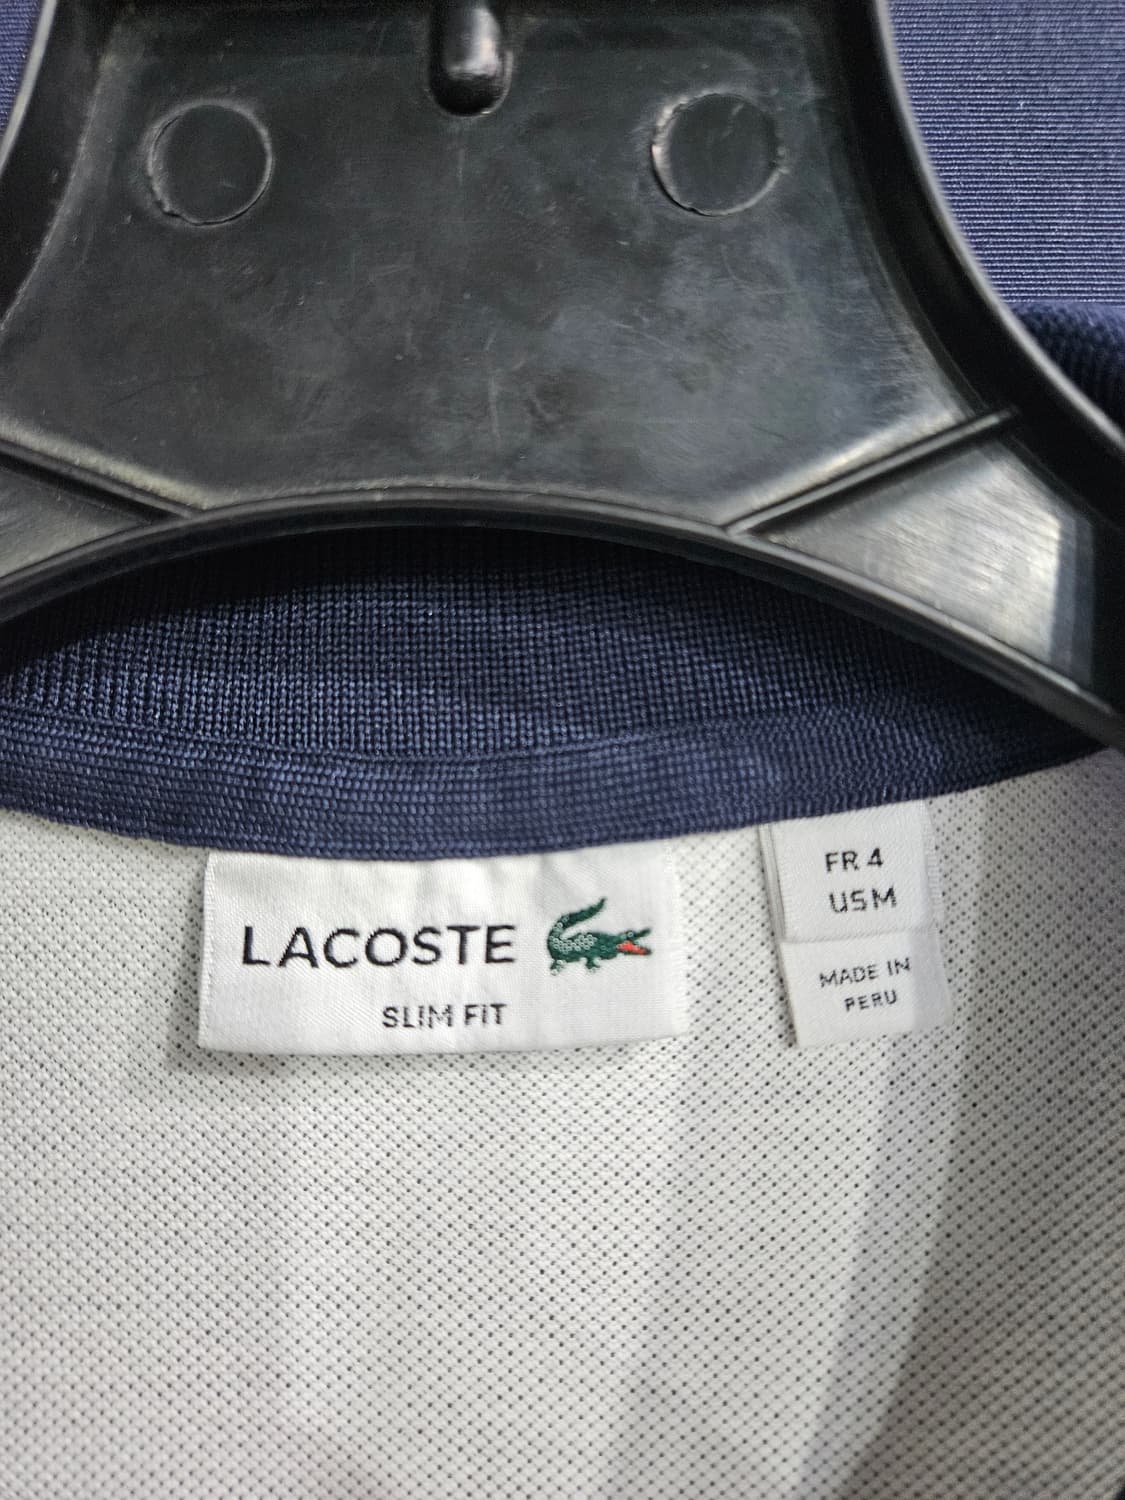 LACOSTE
SLIM FIT
FR 4
US M
MADE IN
PERU